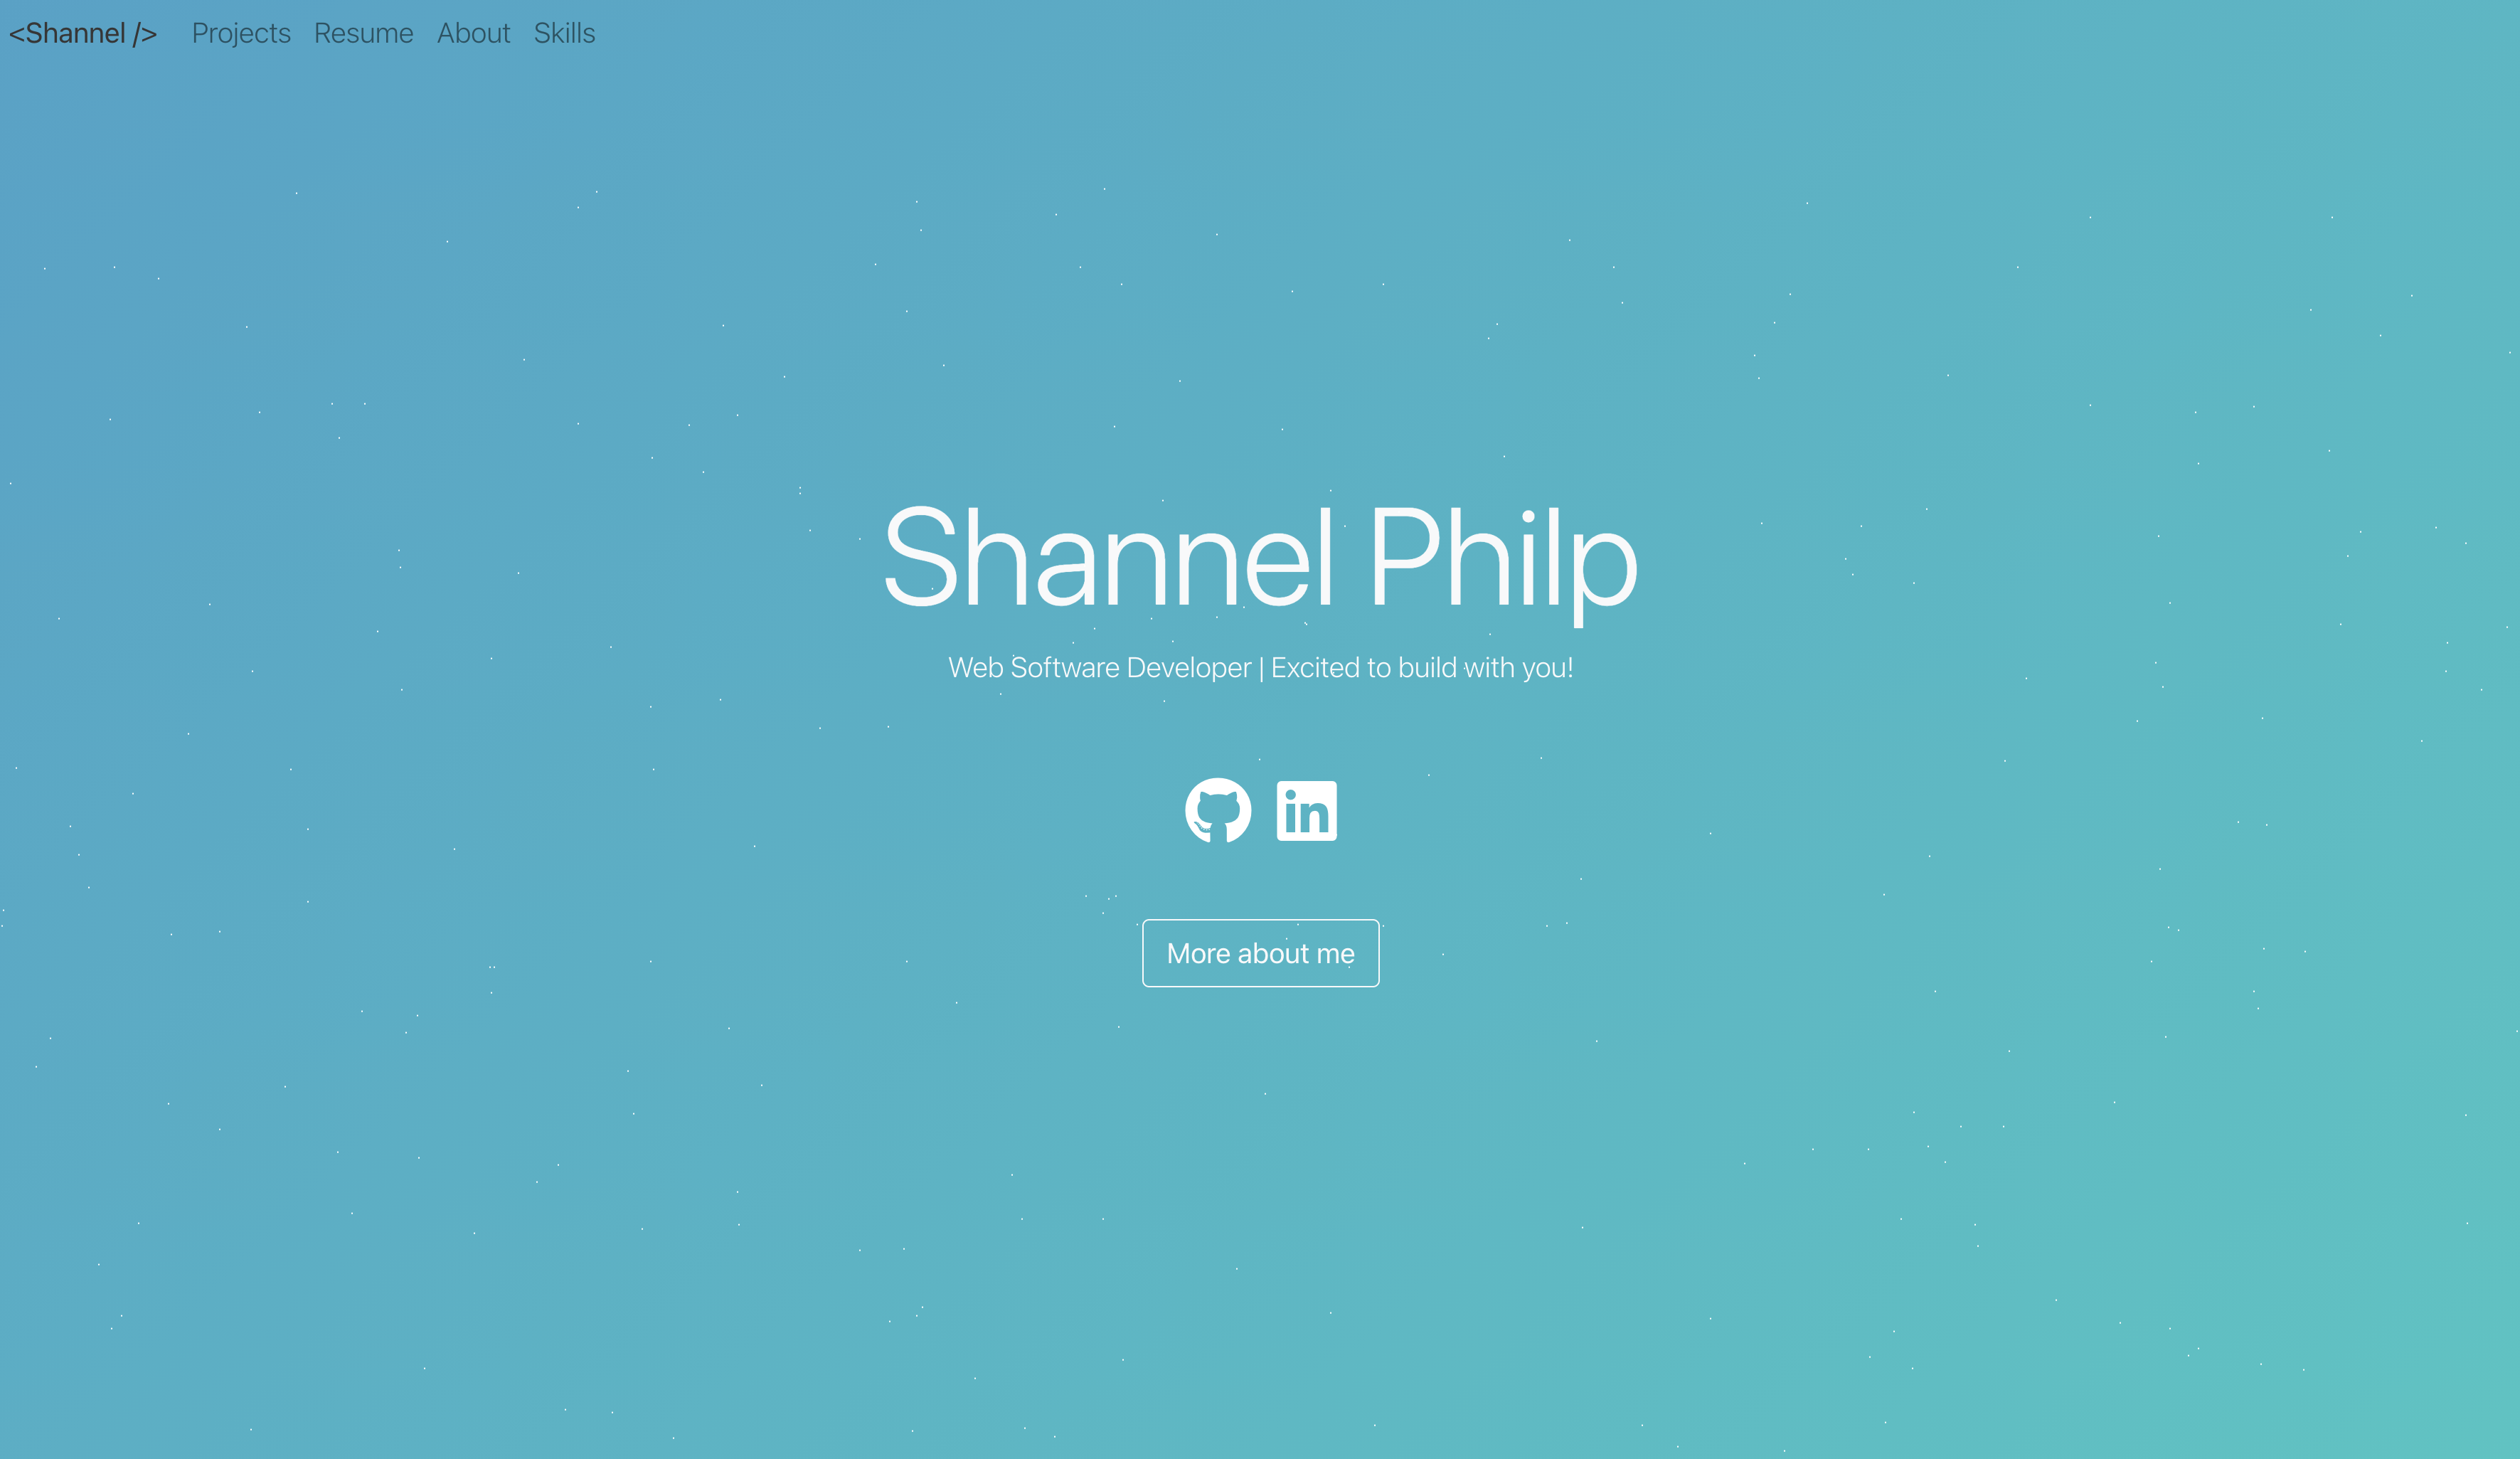 <Shannel /> Projects Resume About Skills
Shannel Philp
Web Software Developer | Excited to build with you!
in
More about me